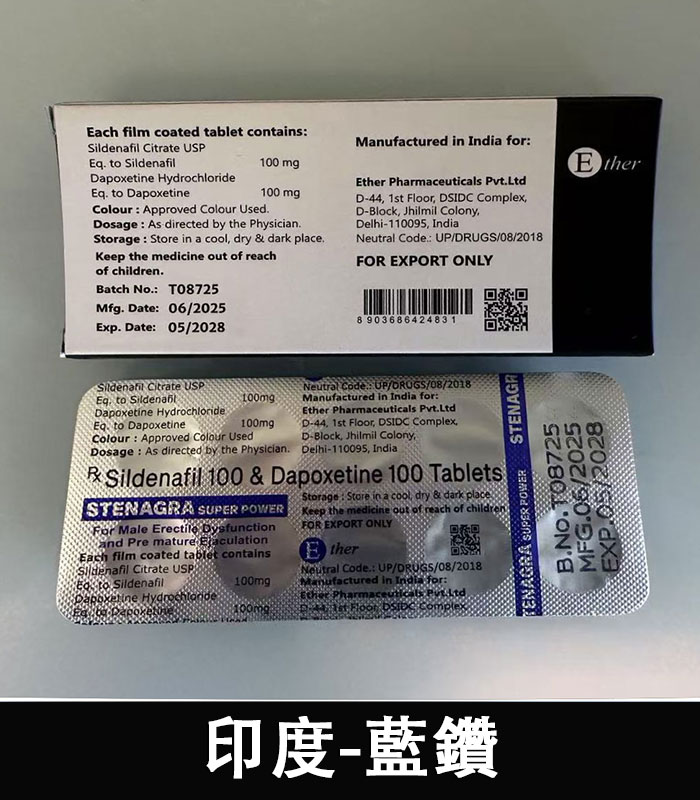 Each film coated tablet contains:
Sildenafil Citrate USP
Eq. to Sildenafil 100 mg
Dapoxetine Hydrochloride
Eq. to Dapoxetine 100 mg
Colour : Approved Colour Used.
Dosage : As directed by the Physician.
Storage : Store in a cool, dry & dark place.
Keep the medicine out of reach
of children.
Batch No.: T08725
Mfg. Date: 06/2025
Exp. Date: 05/2028
Manufactured in India for:
Ether Pharmaceuticals Pvt.Ltd
D-44, 1st Floor, DSIDC Complex,
D-Block, Jhilmil Colony,
Delhi-110095, India
Neutral Code.: UP/DRUGS/08/2018
FOR EXPORT ONLY
8903686424831
Ether
Sildenafil Citrate USP
Eq. to Sildenafil 100mg
Dapoxetine Hydrochloride
Eq. to Dapoxetine 100mg
Colour : Approved Colour Used
Dosage : As directed by the Physician.
Neutral Code.: UP/DRUGS/08/2018
Manufactured in India for:
Ether Pharmaceuticals Pvt.Ltd
D-44, 1st Floor, DSIDC Complex,
D-Block, Jhilmil Colony,
Delhi-110095, India
Rx Sildenafil 100 & Dapoxetine 100 Tablets
STENAGRA SUPER POWER
For Male Erectile Dysfunction
and Pre mature Ejaculation
Each film coated tablet contains
Sildenafil Citrate USP
Eq. to Sildenafil 100mg
Dapoxetine Hydrochloride
Eq. to Dapoxetine 100mg
Storage : Store in a cool, dry & dark place.
Keep the medicine out of reach of children
FOR EXPORT ONLY
Ether
Neutral Code.: UP/DRUGS/08/2018
Manufactured in India for:
Ether Pharmaceuticals Pvt.Ltd
D-44, 1st Floor, DSIDC Complex
STENAGR
TENAGRA SUPER POWER
B.No. T08725
MFG.06/2025
EXP.05/2028
印度-藍鑽